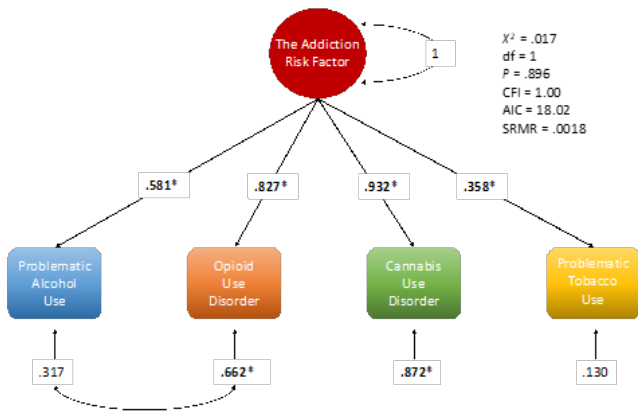 The Addiction
Risk Factor
1
X² = .017
df = 1
P = .896
CFI = 1.00
AIC = 18.02
SRMR = .0018
.581*
.827*
.932*
.358*
Problematic
Alcohol
Use
Opioid
Use
Disorder
Cannabis
Use
Disorder
Problematic
Tobacco
Use
.317
.662*
.872*
.130